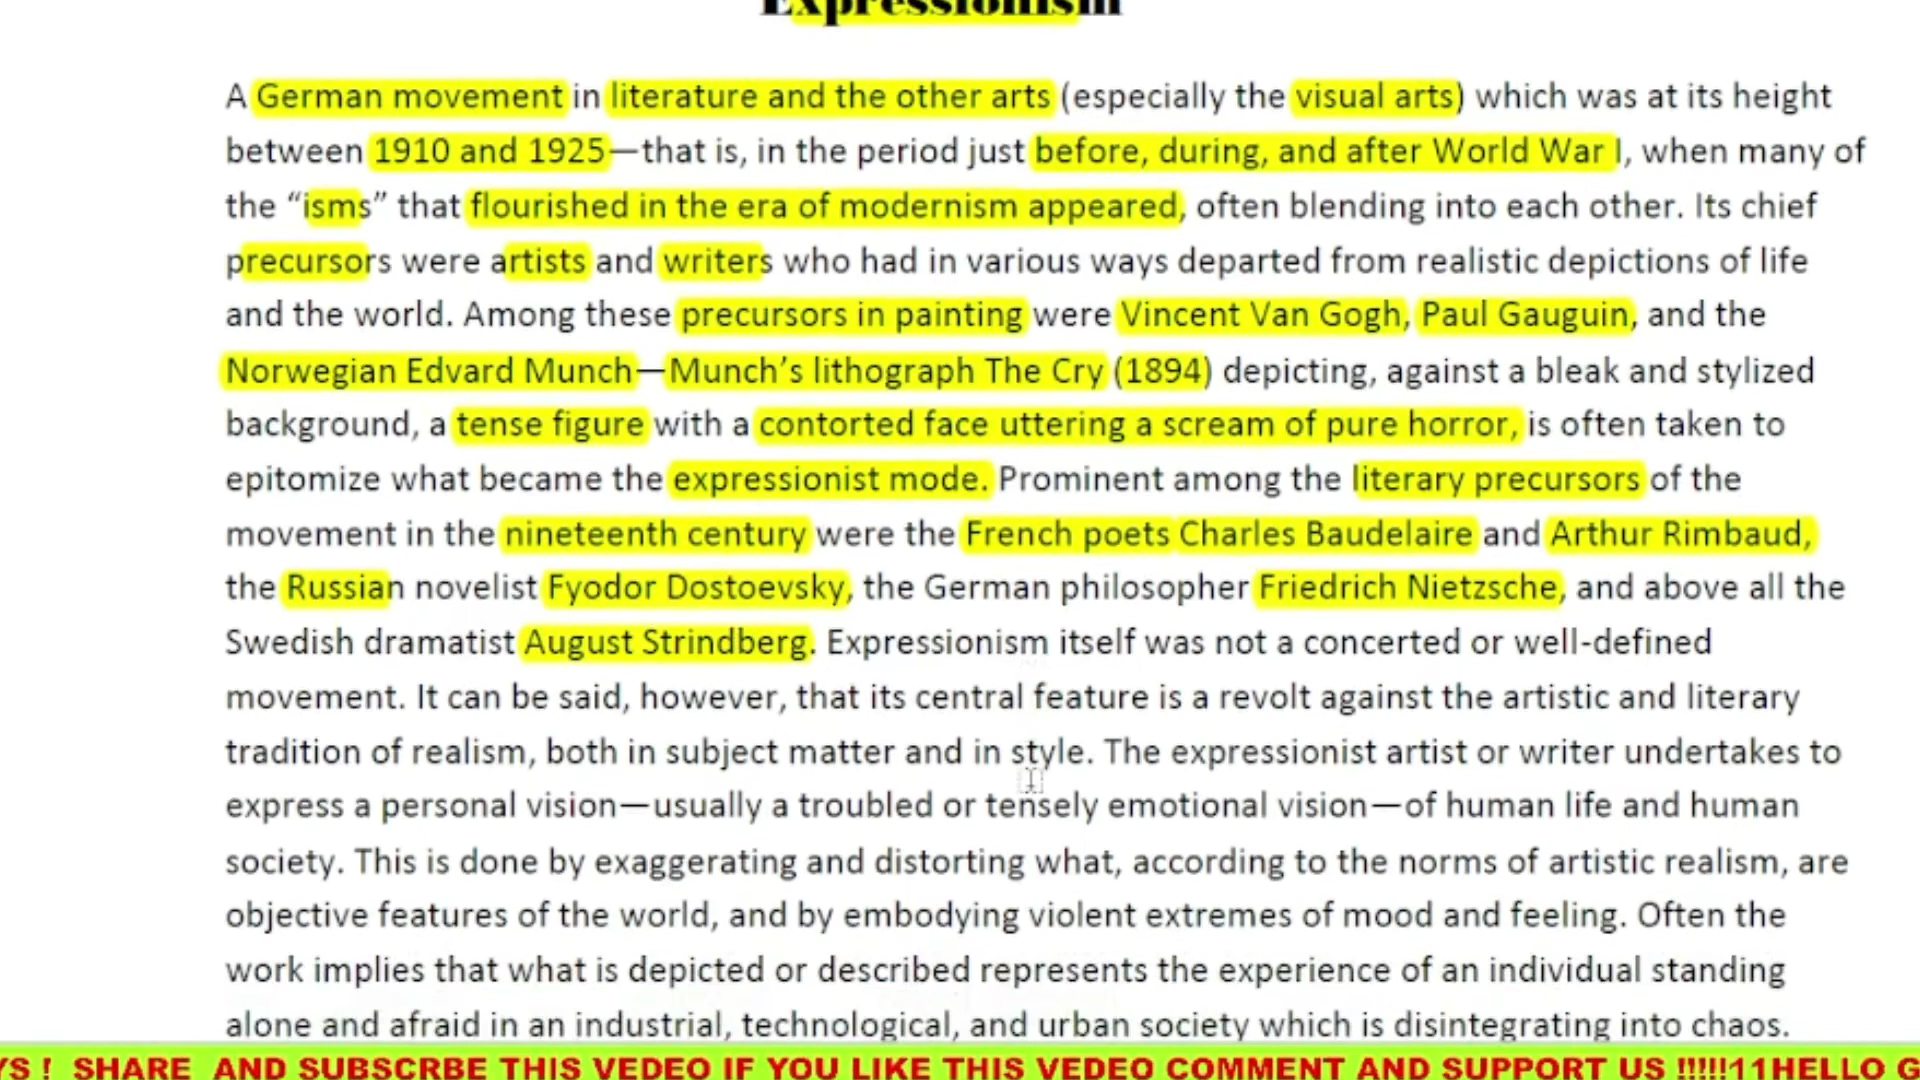 Expressionism
A German movement in literature and the other arts (especially the visual arts) which was at its height
between 1910 and 1925—that is, in the period just before, during, and after World War I, when many of
the “isms” that flourished in the era of modernism appeared, often blending into each other. Its chief
precursors were artists and writers who had in various ways departed from realistic depictions of life
and the world. Among these precursors in painting were Vincent Van Gogh, Paul Gauguin, and the
Norwegian Edvard Munch—Munch’s lithograph The Cry (1894) depicting, against a bleak and stylized
background, a tense figure with a contorted face uttering a scream of pure horror, is often taken to
epitomize what became the expressionist mode. Prominent among the literary precursors of the
movement in the nineteenth century were the French poets Charles Baudelaire and Arthur Rimbaud,
the Russian novelist Fyodor Dostoevsky, the German philosopher Friedrich Nietzsche, and above all the
Swedish dramatist August Strindberg. Expressionism itself was not a concerted or well-defined
movement. It can be said, however, that its central feature is a revolt against the artistic and literary
tradition of realism, both in subject matter and in style. The expressionist artist or writer undertakes to
express a personal vision—usually a troubled or tensely emotional vision—of human life and human
society. This is done by exaggerating and distorting what, according to the norms of artistic realism, are
objective features of the world, and by embodying violent extremes of mood and feeling. Often the
work implies that what is depicted or described represents the experience of an individual standing
alone and afraid in an industrial, technological, and urban society which is disintegrating into chaos.
YS ! SHARE AND SUBSCRBE THIS VEDEO IF YOU LIKE THIS VEDEO COMMENT AND SUPPORT US !!!!!11HELLO G